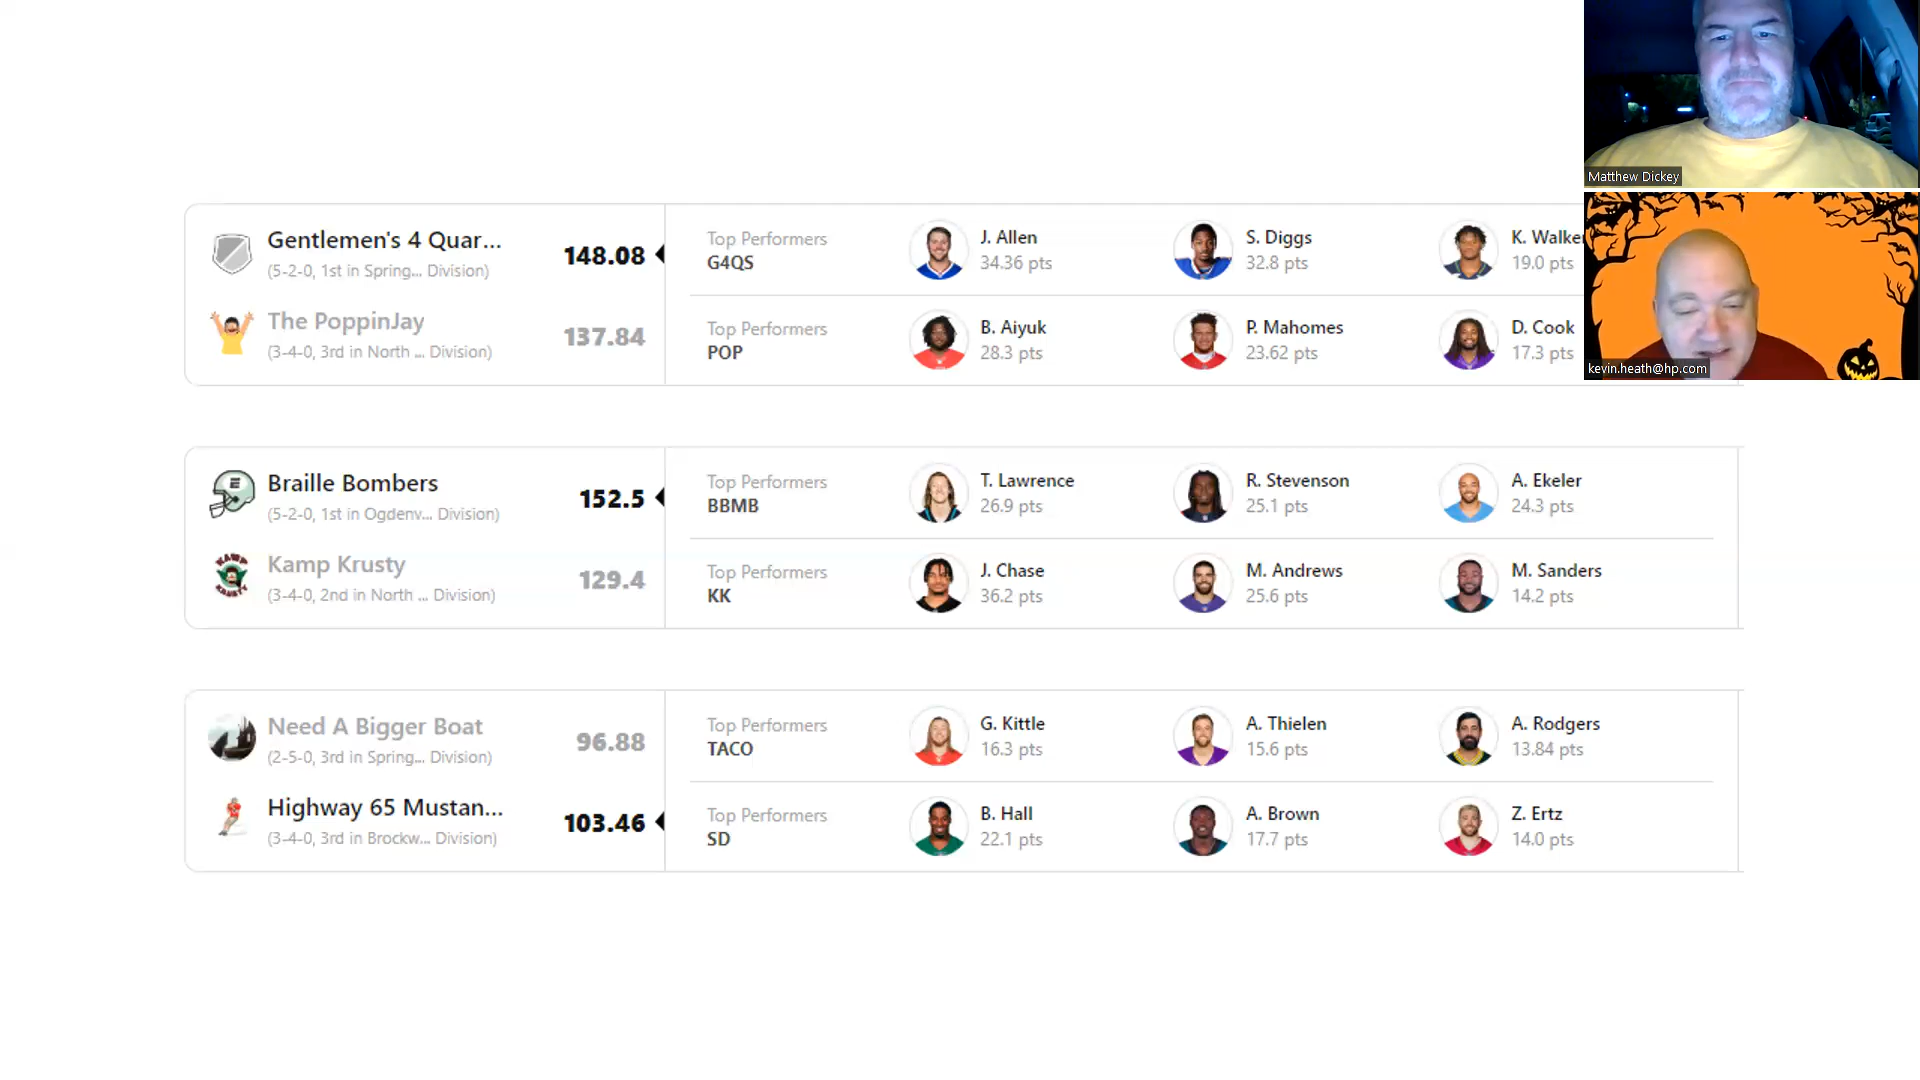 Matthew Dickey
kevin.heath@hp.com
Gentlemen's 4 Quar...
(5-2-0, 1st in Spring... Division)
148.08
Top Performers
G4QS
J. Allen
34.36 pts
S. Diggs
32.8 pts
K. Walker
19.0 pts
The PoppinJay
(3-4-0, 3rd in North ... Division)
137.84
Top Performers
POP
B. Aiyuk
28.3 pts
P. Mahomes
23.62 pts
D. Cook
17.3 pts
Braille Bombers
(5-2-0, 1st in Ogdenv... Division)
152.5
Top Performers
BBMB
T. Lawrence
26.9 pts
R. Stevenson
25.1 pts
A. Ekeler
24.3 pts
KAMP
KRUSTY
Kamp Krusty
(3-4-0, 2nd in North ... Division)
129.4
Top Performers
KK
J. Chase
36.2 pts
M. Andrews
25.6 pts
M. Sanders
14.2 pts
Need A Bigger Boat
(2-5-0, 3rd in Spring... Division)
96.88
Top Performers
TACO
G. Kittle
16.3 pts
A. Thielen
15.6 pts
A. Rodgers
13.84 pts
Highway 65 Mustan...
(3-4-0, 3rd in Brockw... Division)
103.46
Top Performers
SD
B. Hall
22.1 pts
A. Brown
17.7 pts
Z. Ertz
14.0 pts